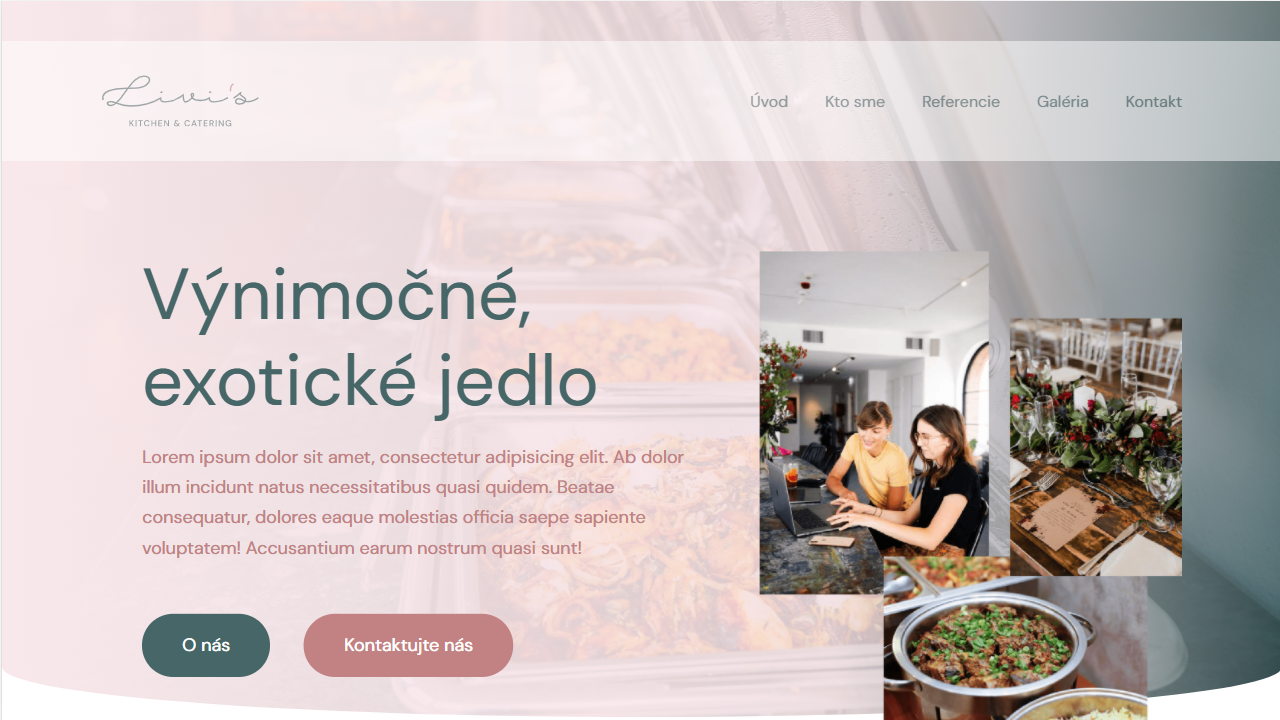 Livi's
KITCHEN & CATERING
Úvod Kto sme Referencie Galéria Kontakt
Výnimočné,
exotické jedlo
Lorem ipsum dolor sit amet, consectetur adipisicing elit. Ab dolor
illum incidunt natus necessitatibus quasi quidem. Beatae
consequatur, dolores eaque molestias officia saepe sapiente
voluptatem! Accusantium earum nostrum quasi sunt!
O nás Kontaktujte nás